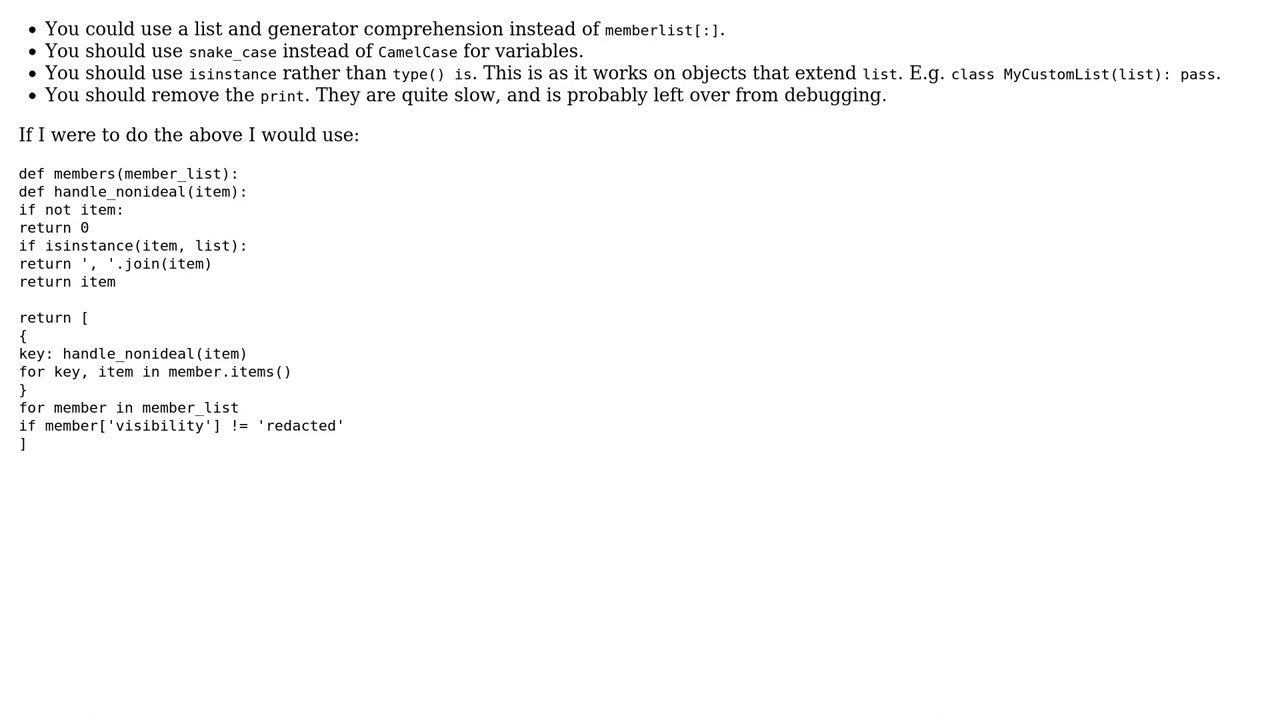 • You could use a list and generator comprehension instead of memberlist[:].
• You should use snake_case instead of CamelCase for variables.
• You should use isinstance rather than type() is. This is as it works on objects that extend list. E.g. class MyCustomList(list): pass.
• You should remove the print. They are quite slow, and is probably left over from debugging.
If I were to do the above I would use:
def members(member_list):
def handle_nonideal(item):
if not item:
return 0
if isinstance(item, list):
return ', '.join(item)
return item
return [
{
key: handle_nonideal(item)
for key, item in member.items()
}
for member in member_list
if member['visibility'] != 'redacted'
]